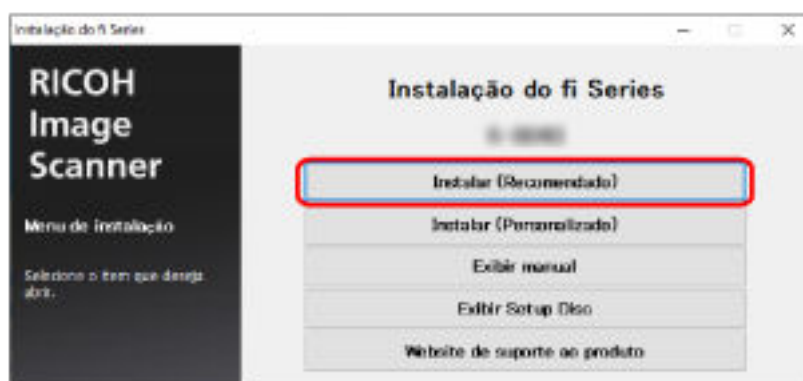 Instalação do fi Series
RICOH
Image
Scanner
Menu de instalação
Selecione o item que deseja
abrir.
Instalação do fi Series
Instalar (Recomendado)
Instalar (Personalizado)
Exibir manual
Exibir Setup Disc
Website de suporte ao produto